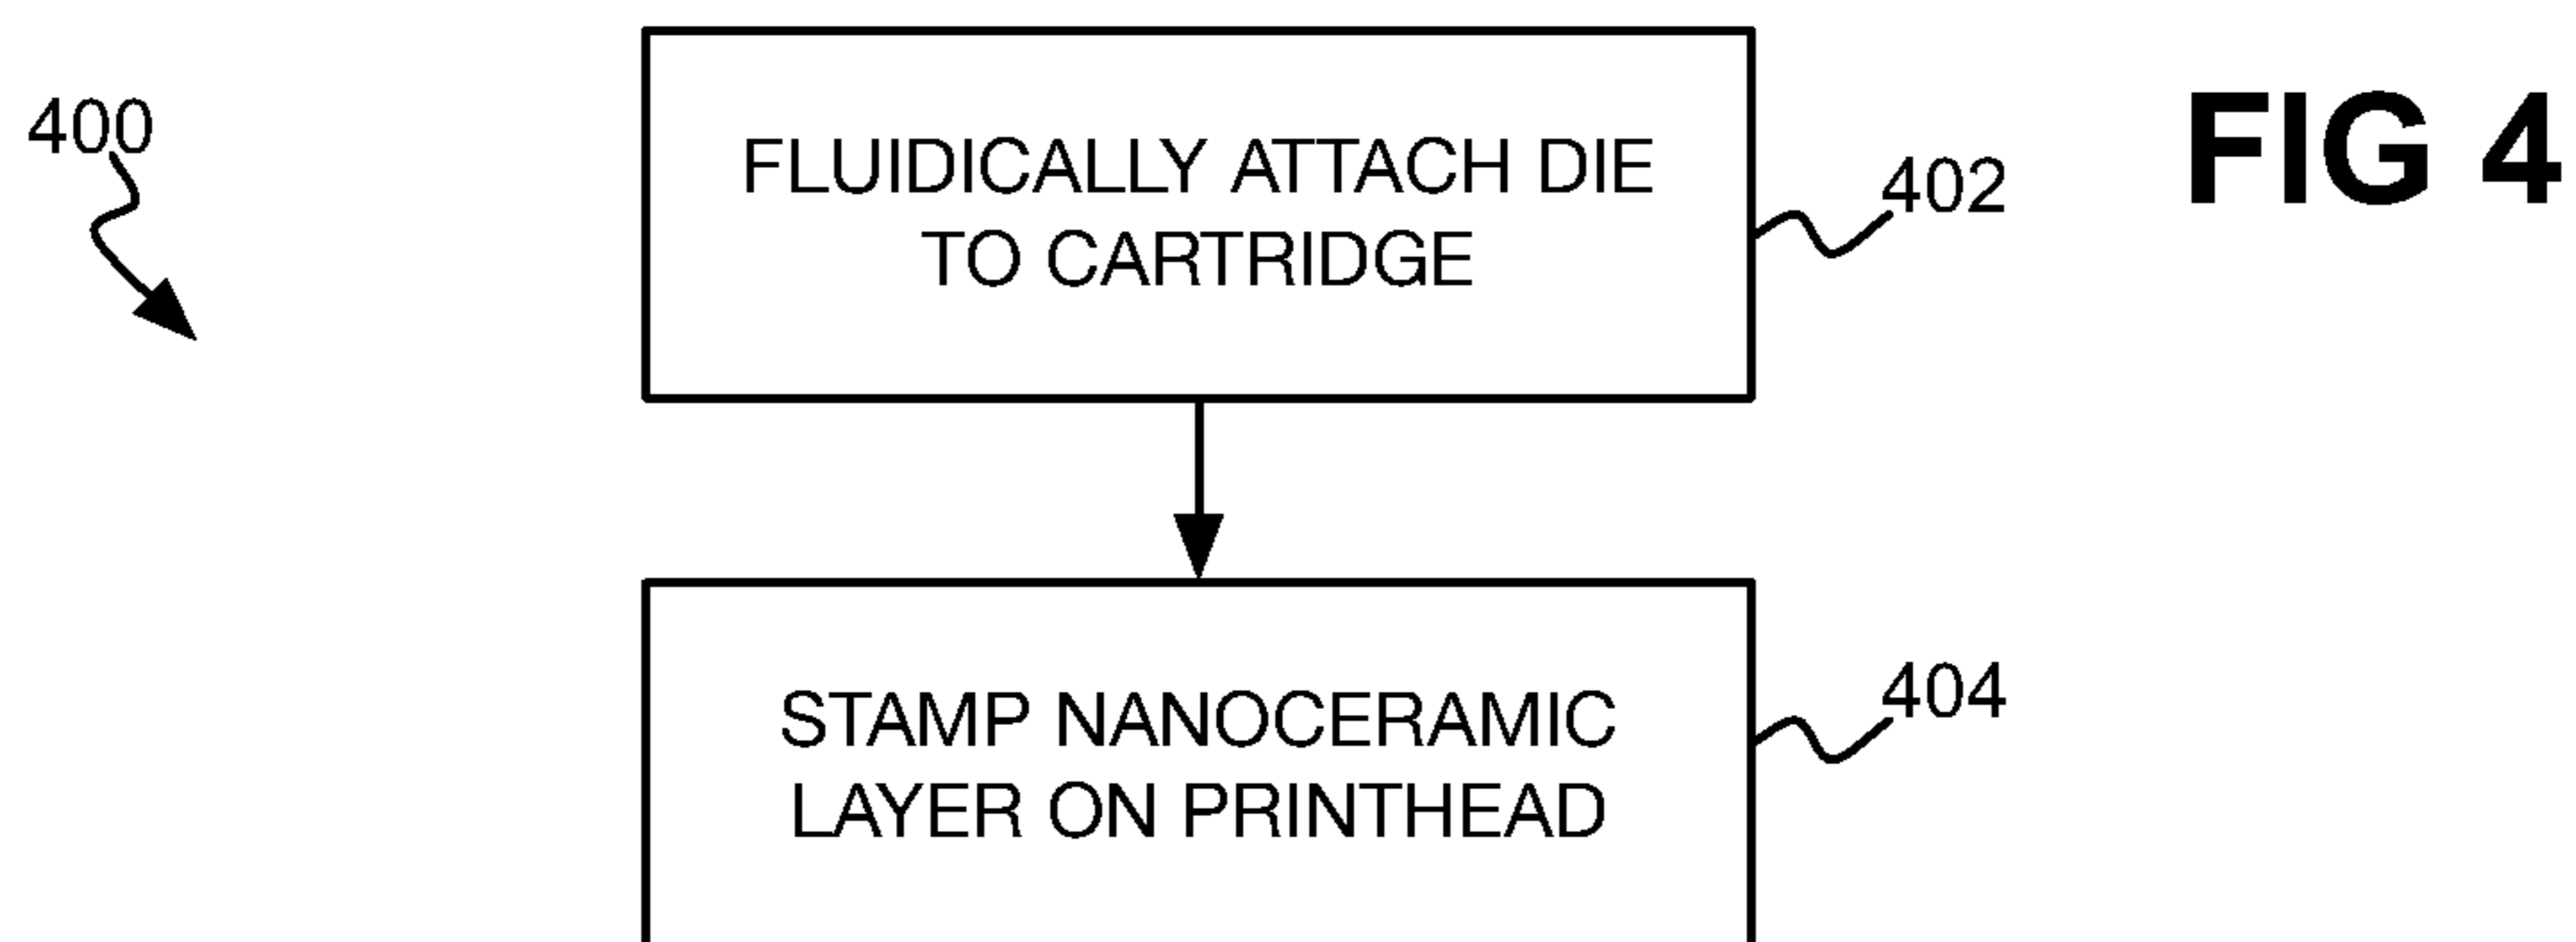 400
FLUIDICALLY ATTACH DIE
TO CARTRIDGE
402
FIG 4
STAMP NANOCERAMIC
LAYER ON PRINTHEAD
404